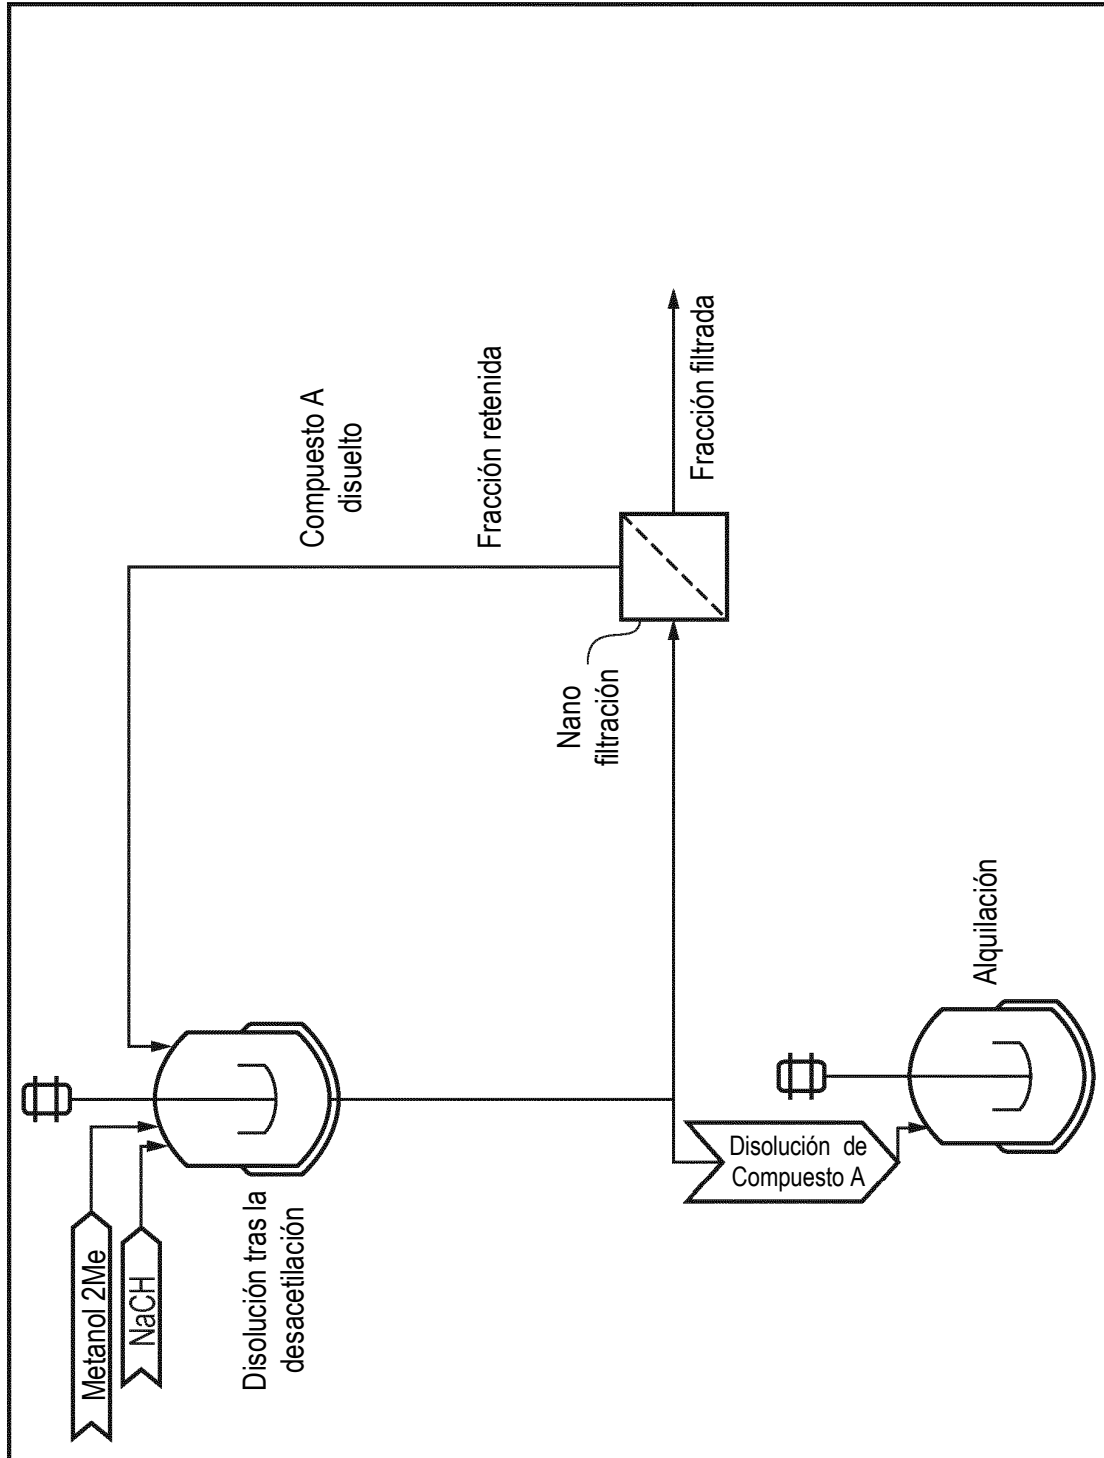 Metanol 2Me
NaCH
Disolución tras la
desacetilación
Compuesto A
disuelto
Fracción retenida
Nano
filtración
Fracción filtrada
Disolución de
Compuesto A
Alquilación